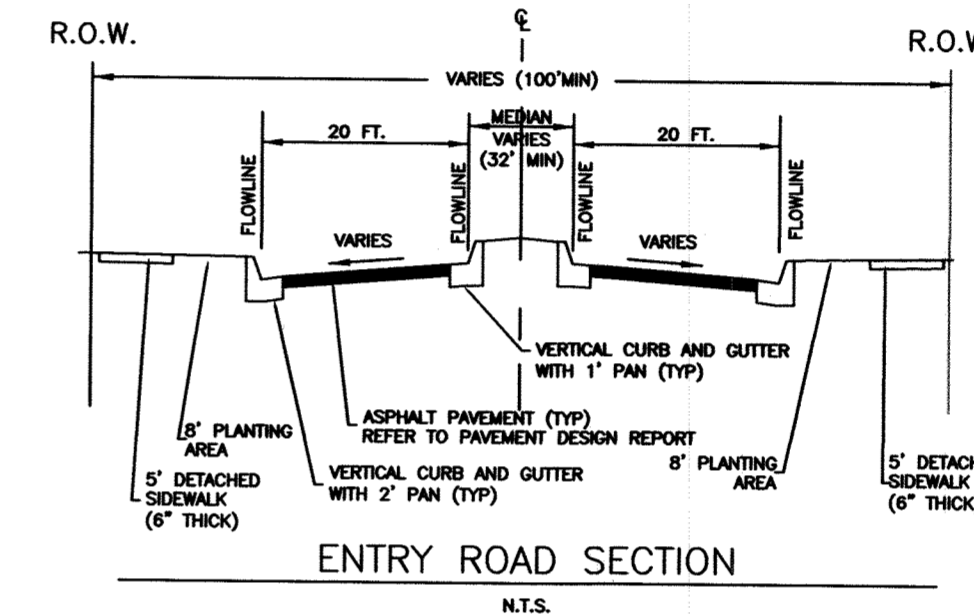 ℄
R.O.W.
R.O.W
VARIES (100'MIN)
MEDIAN
VARIES
(32' MIN)
20 FT.
20 FT.
FLOWLINE
FLOWLINE
FLOWLINE
FLOWLINE
VARIES
VARIES
VERTICAL CURB AND GUTTER
WITH 1' PAN (TYP)
ASPHALT PAVEMENT (TYP)
REFER TO PAVEMENT DESIGN REPORT
8' PLANTING
AREA
8' PLANTING
AREA
5' DETACHED
SIDEWALK
(6" THICK)
VERTICAL CURB AND GUTTER
WITH 2' PAN (TYP)
5' DETACH
SIDEWALK
(6" THICK
ENTRY ROAD SECTION
N.T.S.